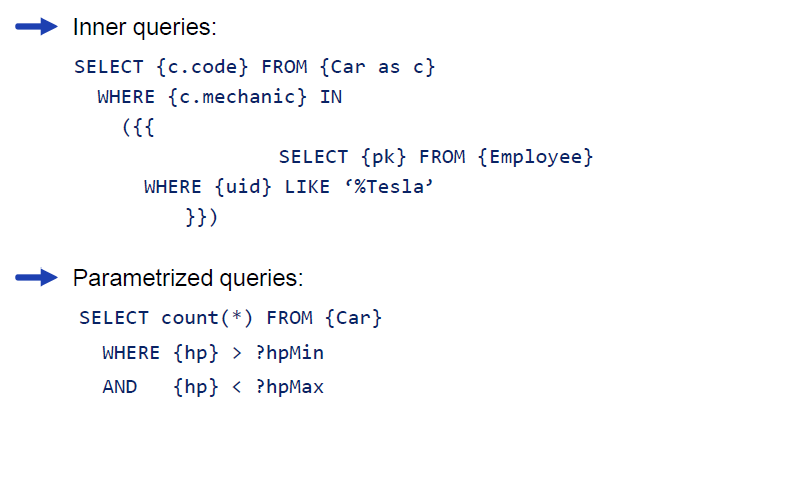 Inner queries:
SELECT {c.code} FROM {Car as c}
WHERE {c.mechanic} IN
({{
SELECT {pk} FROM {Employee}
WHERE {uid} LIKE ‘%Tesla’
}})
Parametrized queries:
SELECT count(*) FROM {Car}
WHERE {hp} > ?hpMin
AND {hp} < ?hpMax